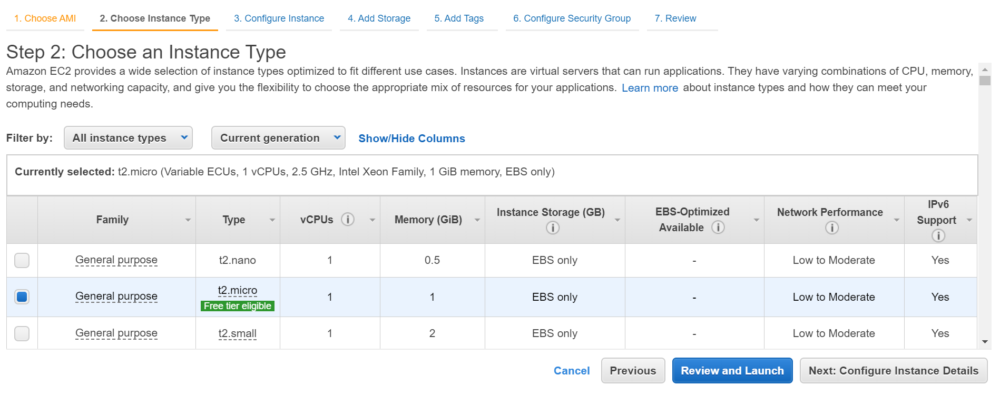 1. Choose AMI 2. Choose Instance Type 3. Configure Instance 4. Add Storage 5. Add Tags 6. Configure Security Group 7. Review
Step 2: Choose an Instance Type
Amazon EC2 provides a wide selection of instance types optimized to fit different use cases. Instances are virtual servers that can run applications. They have varying combinations of CPU, memory,
storage, and networking capacity, and give you the flexibility to choose the appropriate mix of resources for your applications. Learn more about instance types and how they can meet your
computing needs.
Filter by: All instance types Current generation Show/Hide Columns
Currently selected: t2.micro (Variable ECUs, 1 vCPUs, 2.5 GHz, Intel Xeon Family, 1 GiB memory, EBS only)
Family Type vCPUs i Memory (GiB) Instance Storage (GB) i EBS-Optimized Available i Network Performance i IPv6 Support i
General purpose t2.nano 1 0.5 EBS only - Low to Moderate Yes
General purpose t2.micro Free tier eligible 1 1 EBS only - Low to Moderate Yes
General purpose t2.small 1 2 EBS only - Low to Moderate Yes
Cancel Previous Review and Launch Next: Configure Instance Details